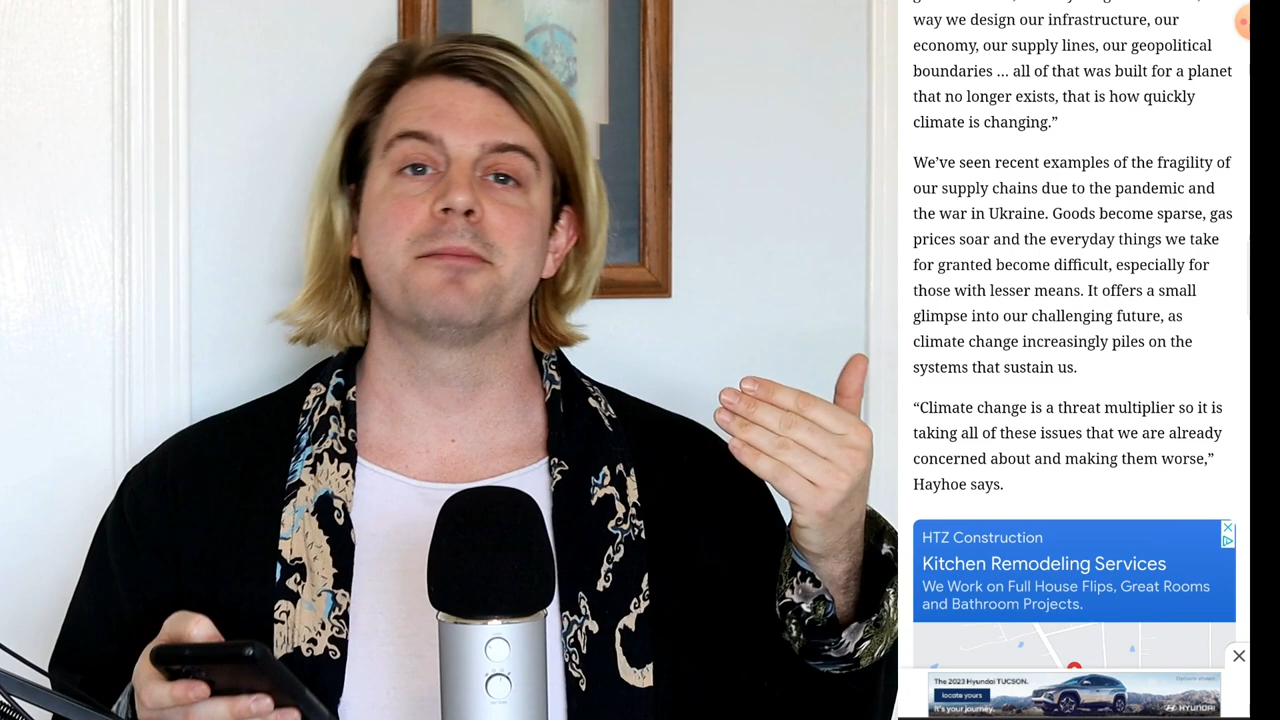 way we design our infrastructure, our
economy, our supply lines, our geopolitical
boundaries ... all of that was built for a planet
that no longer exists, that is how quickly
climate is changing.”
We’ve seen recent examples of the fragility of
our supply chains due to the pandemic and
the war in Ukraine. Goods become sparse, gas
prices soar and the everyday things we take
for granted become difficult, especially for
those with lesser means. It offers a small
glimpse into our challenging future, as
climate change increasingly piles on the
systems that sustain us.
“Climate change is a threat multiplier so it is
taking all of these issues that we are already
concerned about and making them worse,”
Hayhoe says.
HTZ Construction
Kitchen Remodeling Services
We Work on Full House Flips, Great Rooms
and Bathroom Projects.
The 2023 Hyundai TUCSON.
Options shown.
locate yours
It's your journey.
HYUNDAI